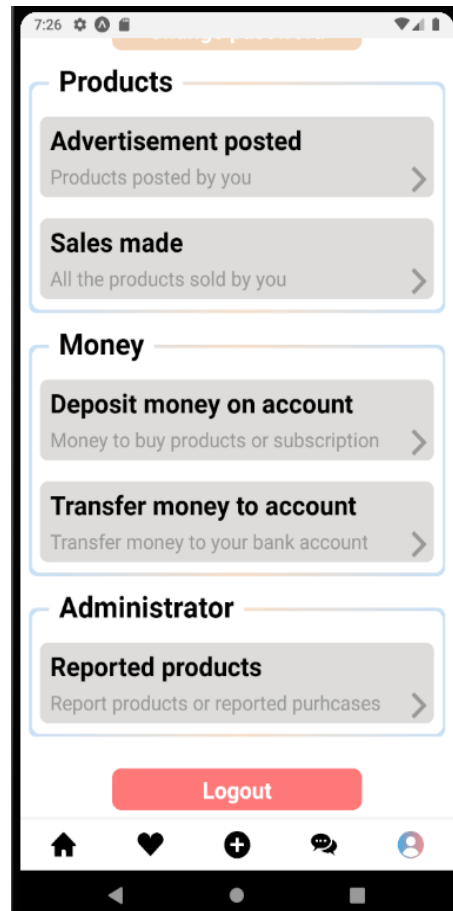 7:26
Change password
Products
Advertisement posted
Products posted by you
Sales made
All the products sold by you
Money
Deposit money on account
Money to buy products or subscription
Transfer money to account
Transfer money to your bank account
Administrator
Reported products
Report products or reported purhcases
Logout